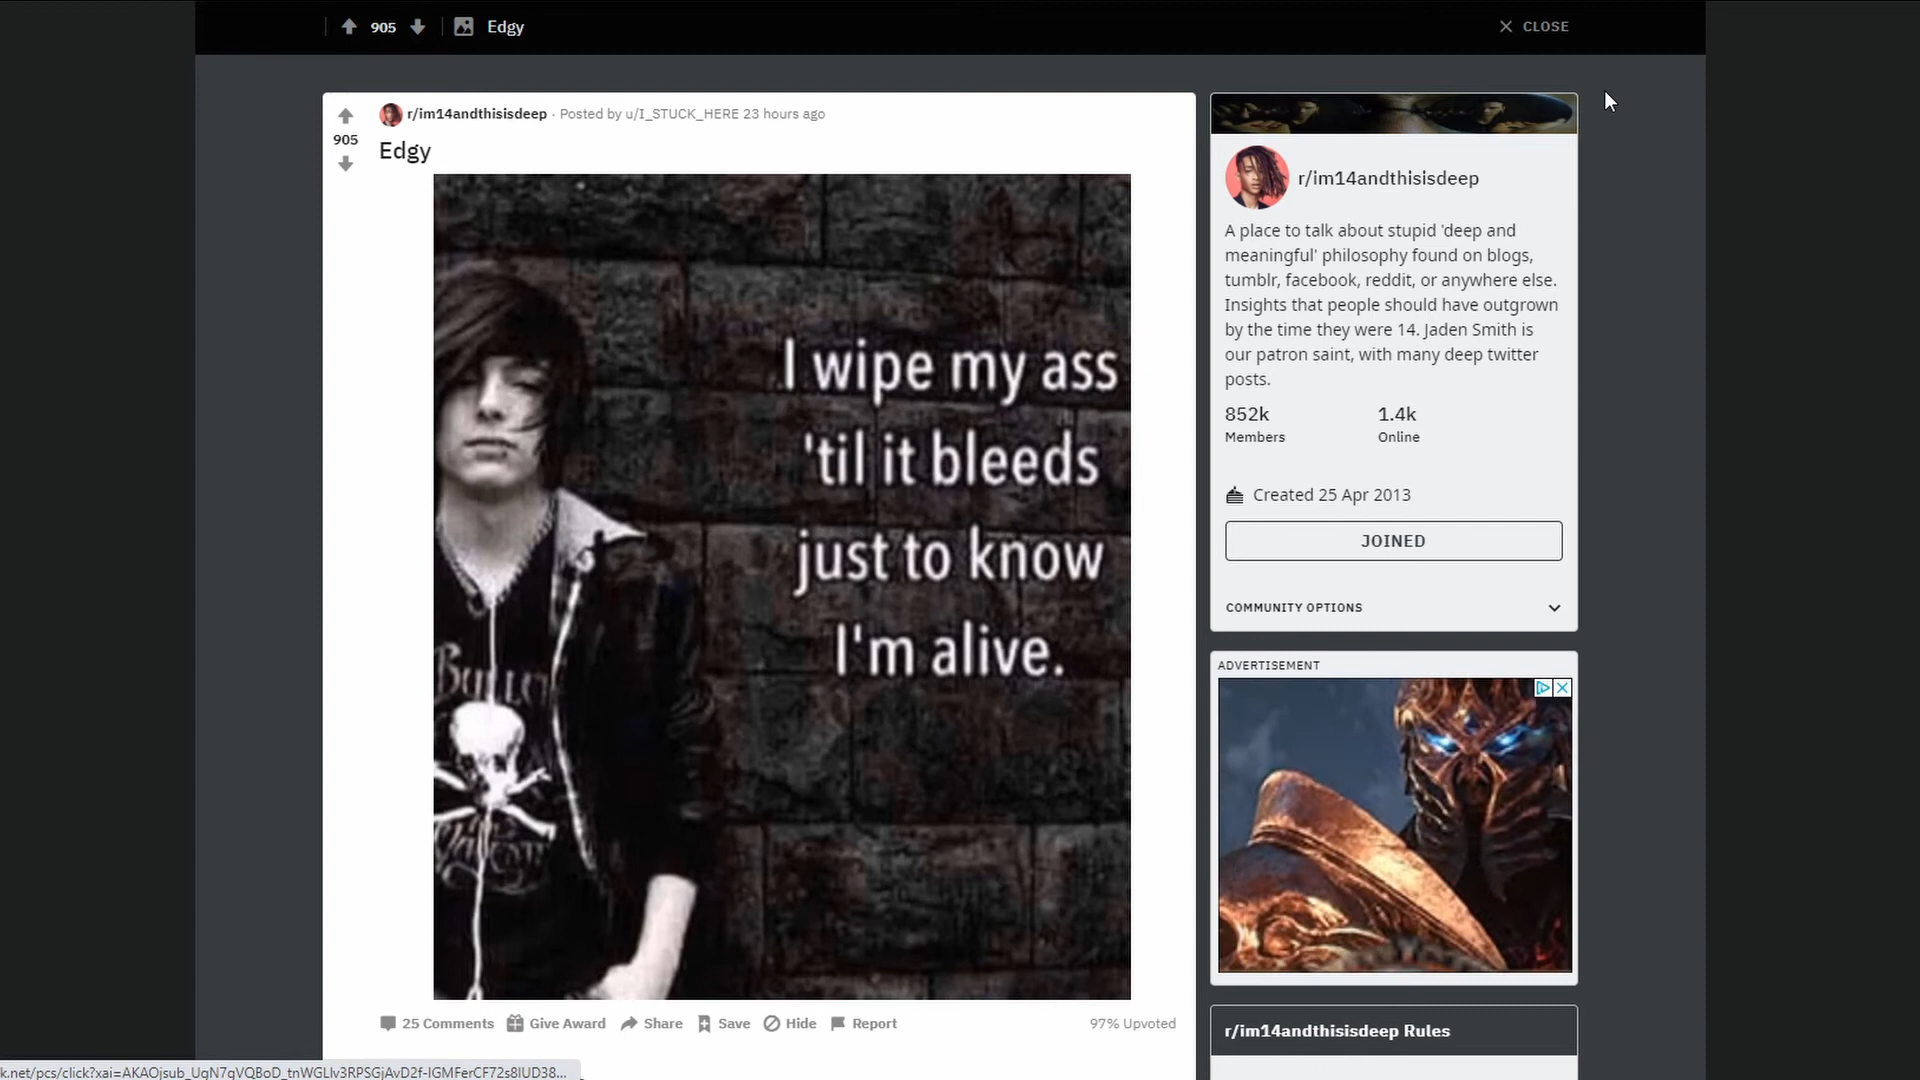 905
Edgy
CLOSE
r/im14andthisisdeep · Posted by u/I_STUCK_HERE 23 hours ago
905
Edgy
I wipe my ass
'til it bleeds
just to know
I'm alive.
25 Comments
Give Award
Share
Save
Hide
Report
97% Upvoted
r/im14andthisisdeep
A place to talk about stupid 'deep and
meaningful' philosophy found on blogs,
tumblr, facebook, reddit, or anywhere else.
Insights that people should have outgrown
by the time they were 14. Jaden Smith is
our patron saint, with many deep twitter
posts.
852k
Members
1.4k
Online
Created 25 Apr 2013
JOINED
COMMUNITY OPTIONS
ADVERTISEMENT
r/im14andthisisdeep Rules